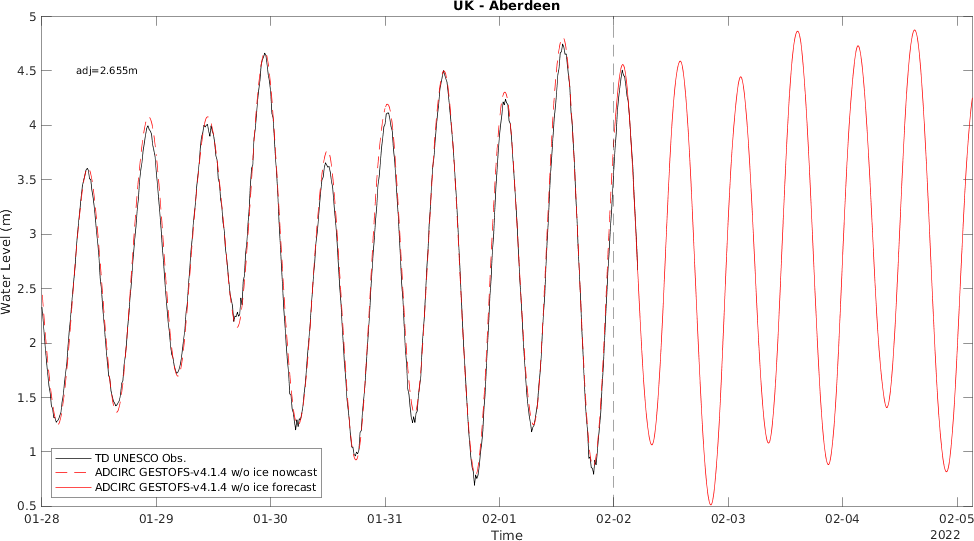 UK - Aberdeen
adj=2.655m
Water Level (m)
5
4.5
4
3.5
3
2.5
2
1.5
1
0.5
TD UNESCO Obs.
ADCIRC GESTOFS-v4.1.4 w/o ice nowcast
ADCIRC GESTOFS-v4.1.4 w/o ice forecast
01-28 01-29 01-30 01-31 02-01 02-02 02-03 02-04 02-05
Time
2022